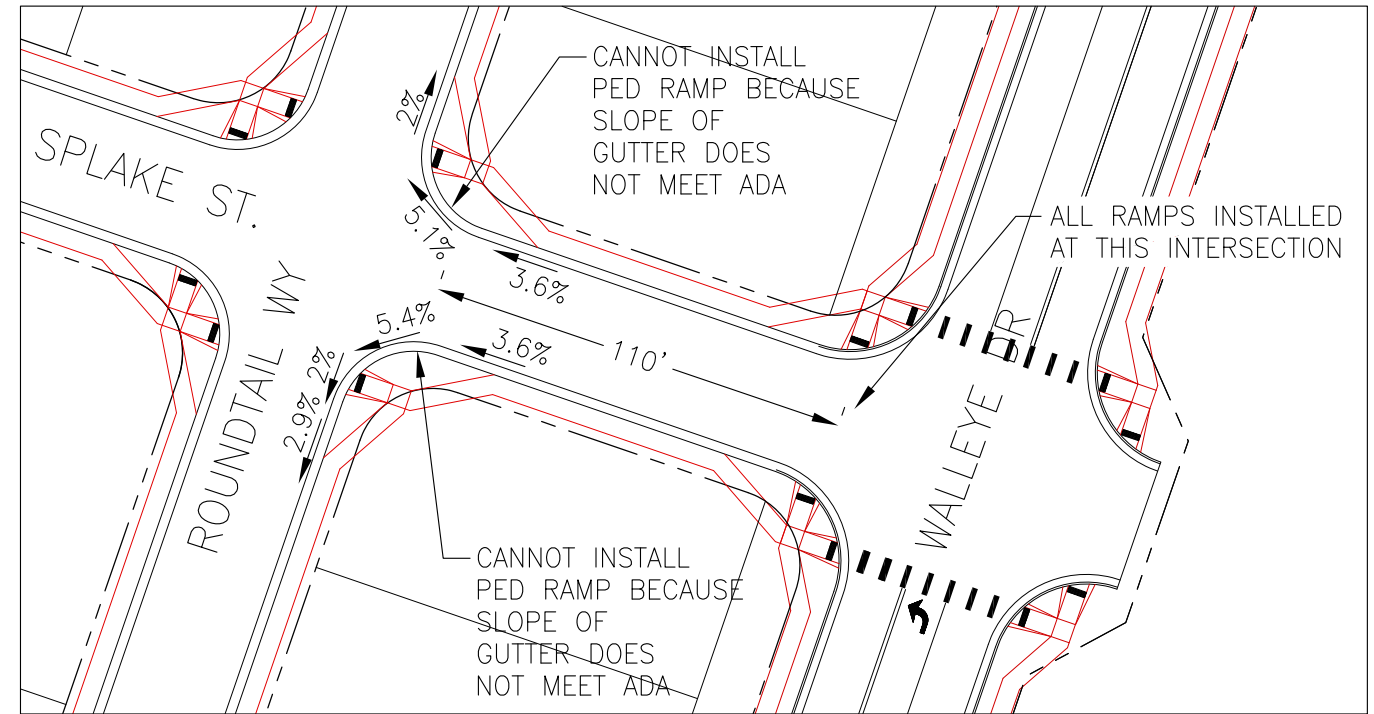 CANNOT INSTALL
PED RAMP BECAUSE
SLOPE OF
GUTTER DOES
NOT MEET ADA
2%
SPLAKE ST.
5.1%
ALL RAMPS INSTALLED
AT THIS INTERSECTION
3.6%
5.4%
3.6%
110'
2%
2.9%
ROUNDTAIL WY
WALLEYE DR
CANNOT INSTALL
PED RAMP BECAUSE
SLOPE OF
GUTTER DOES
NOT MEET ADA